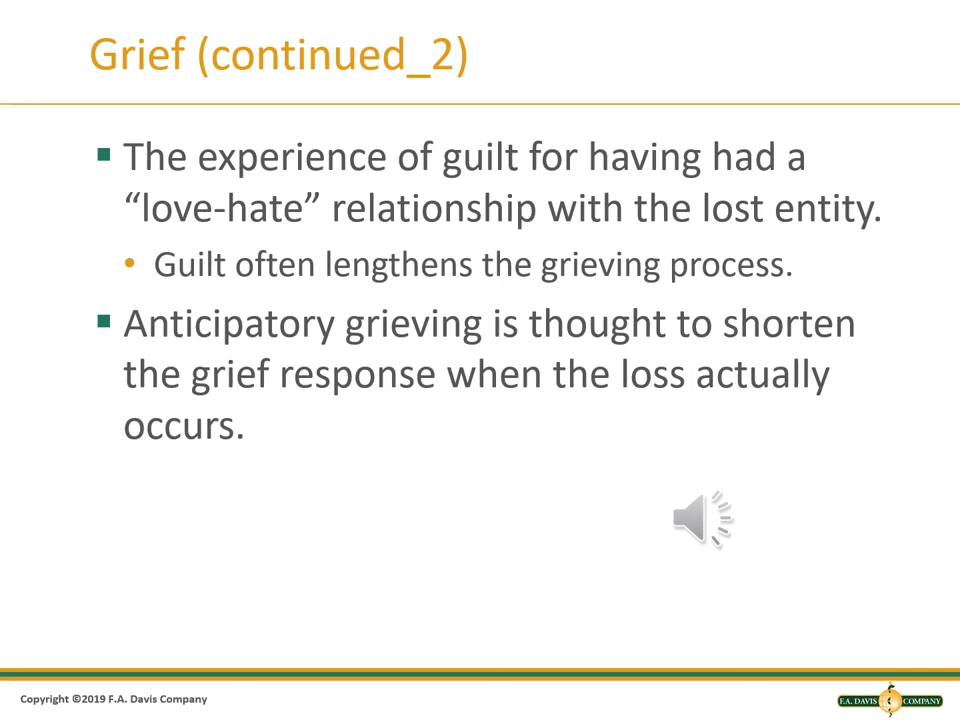 Grief (continued_2)
▪ The experience of guilt for having had a
“love-hate” relationship with the lost entity.
• Guilt often lengthens the grieving process.
▪ Anticipatory grieving is thought to shorten
the grief response when the loss actually
occurs.
Copyright ©2019 F.A. Davis Company
F.A. DAVIS COMPANY